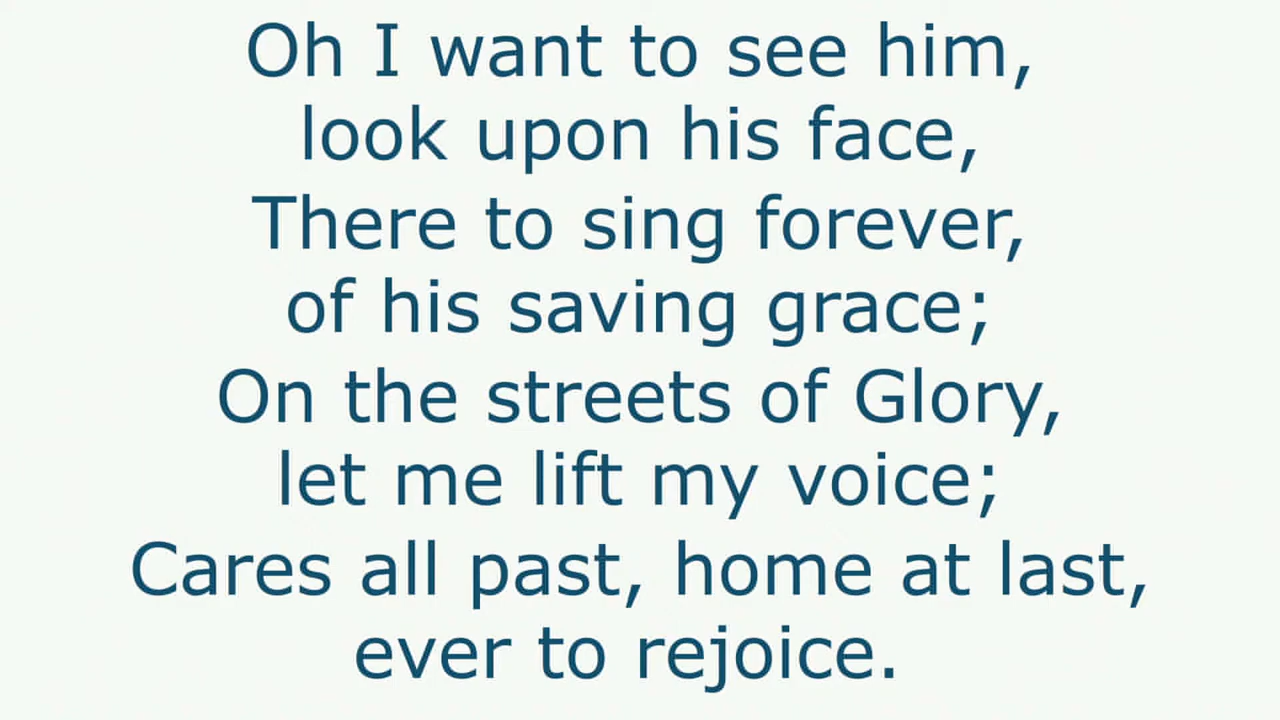 Oh I want to see him,
look upon his face,
There to sing forever,
of his saving grace;
On the streets of Glory,
let me lift my voice;
Cares all past, home at last,
ever to rejoice.